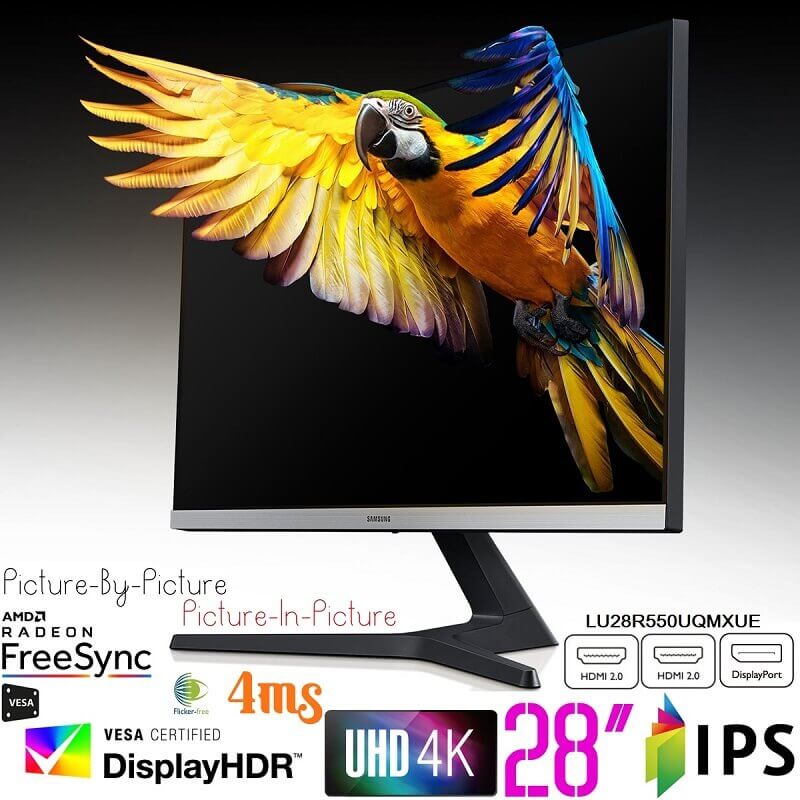 SAMSUNG
Picture-By-Picture
Picture-In-Picture
AMD
RADEON
FreeSync
LU28R550UQMXUE
HDMI 2.0
HDMI 2.0
DisplayPort
VESA
Flicker-free
4ms
VESA CERTIFIED
DisplayHDR™
UHD 4K
28"
IPS